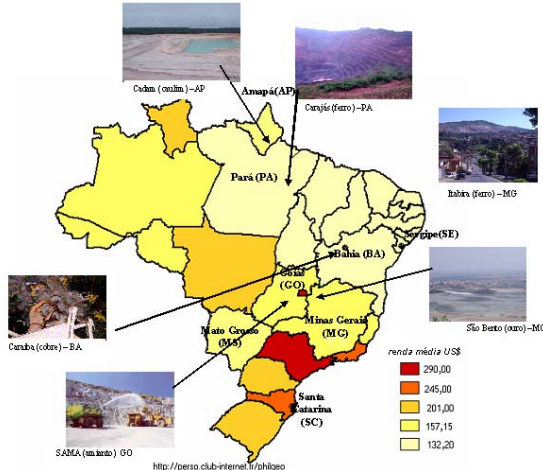 Cadam (caulim) – AP
Carajás (ferro) – PA
Amapá(AP)
Pará (PA)
Itabira (ferro) – MG
Sergipe(SE)
Bahia (BA)
Goiás
(GO)
Minas Gerais
(MG)
Mato Grosso
(MS)
São Bento (ouro) – MG
Caraíba (cobre) – BA
renda média US$
290,00
245,00
201,00
157,15
132,20
Santa
Catarina
(SC)
SAMA (amianto) GO
http://perso.club-internet.fr/philgeo